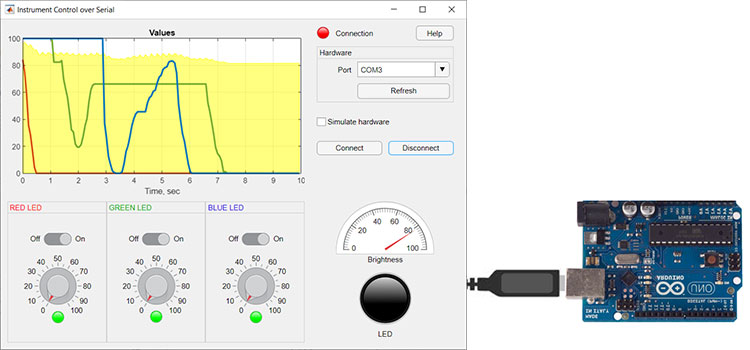 Instrument Control over Serial
Values
100
80
60
40
20
0
0 1 2 3 4 5 6 7 8 9 10
Time, sec
Connection
Help
Hardware
Port COM3
Refresh
Simulate hardware
Connect Disconnect
RED LED GREEN LED BLUE LED
Off On Off On Off On
0 10 20 30 40 50 60 70 80 90 100
0 10 20 30 40 50 60 70 80 90 100
0 10 20 30 40 50 60 70 80 90 100
0 20 40 60 80 100
Brightness
LED
UNO
ARDUINO
MADE IN ITALY